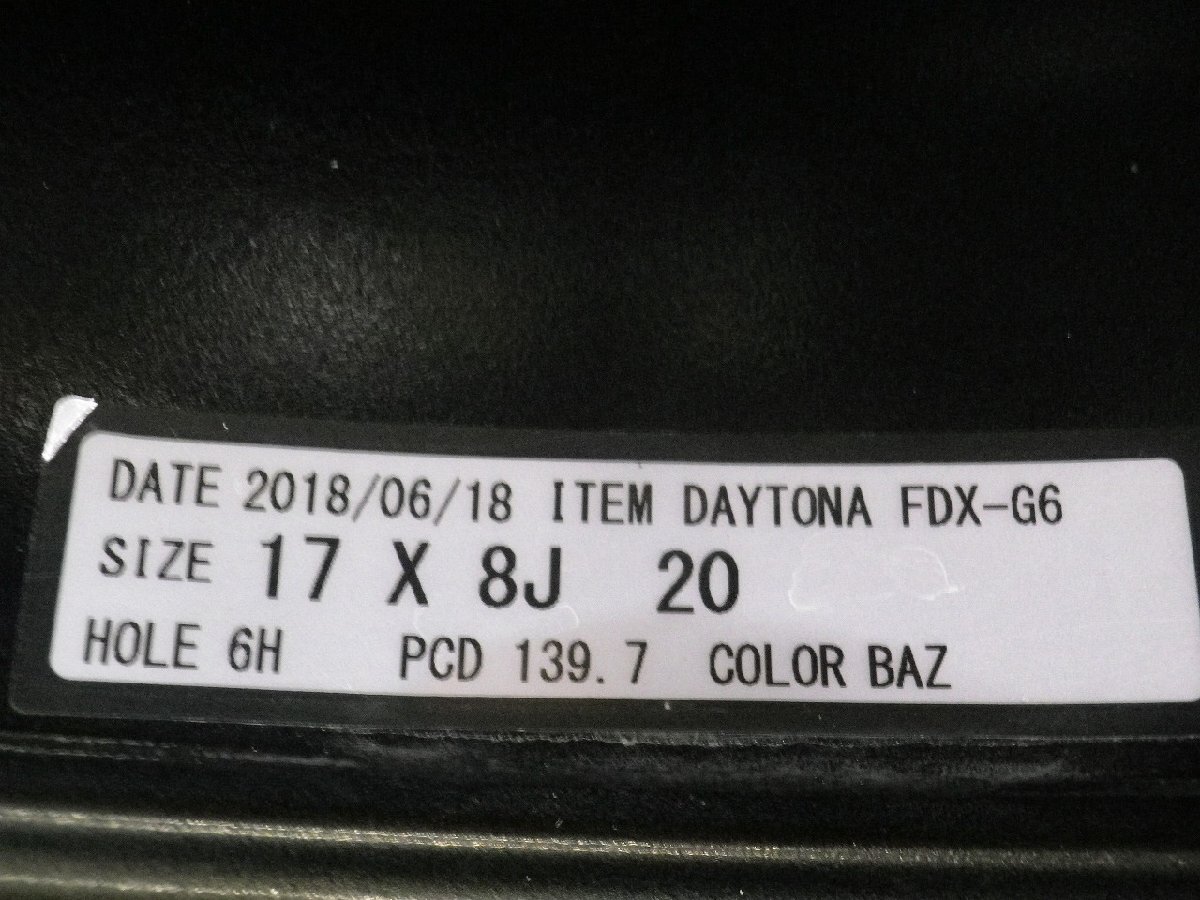 DATE 2018/06/18 ITEM DAYTONA FDX-G6
SIZE 17 X 8J 20
HOLE 6H PCD 139.7 COLOR BAZ